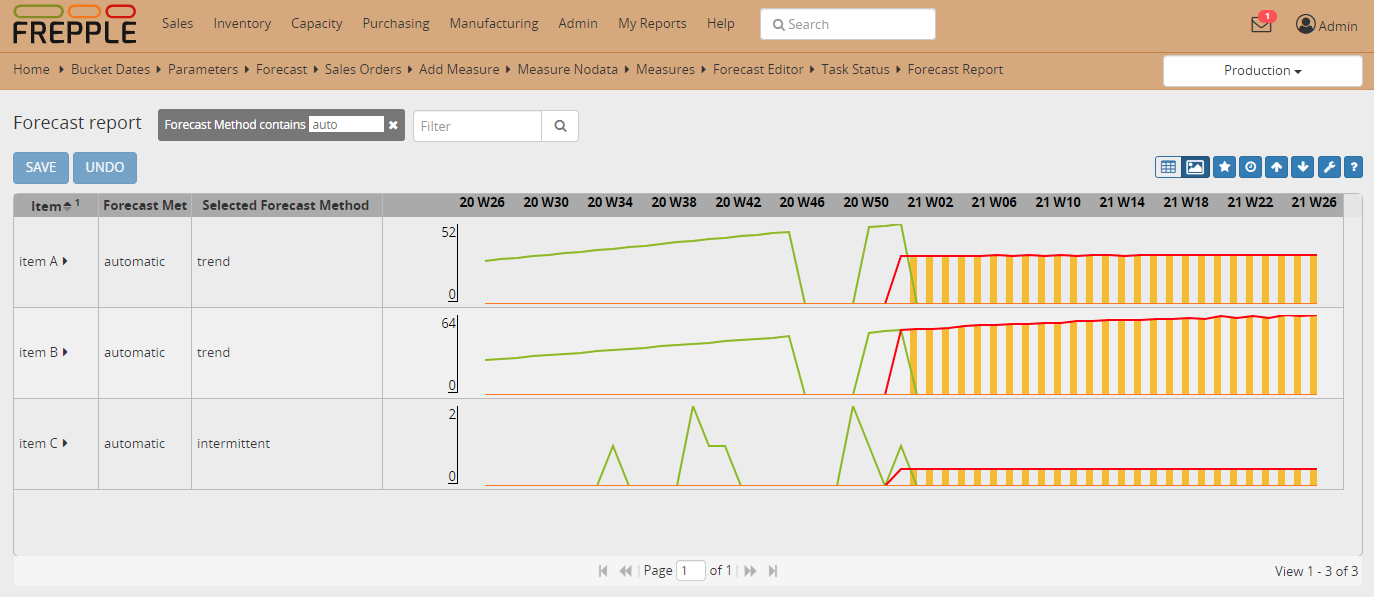 FREPPLE
Sales Inventory Capacity Purchasing Manufacturing Admin My Reports Help Search 1 Admin
Home Bucket Dates Parameters Forecast Sales Orders Add Measure Measure Nodata Measures Forecast Editor Task Status Forecast Report Production
Forecast report Forecast Method contains auto Filter
SAVE UNDO ?
Item 1 Forecast Met Selected Forecast Method 20 W26 20 W30 20 W34 20 W38 20 W42 20 W46 20 W50 21 W02 21 W06 21 W10 21 W14 21 W18 21 W22 21 W26
52
item A automatic trend
0
64
item B automatic trend
0
2
item C automatic intermittent
0
Page 1 of 1 View 1 - 3 of 3